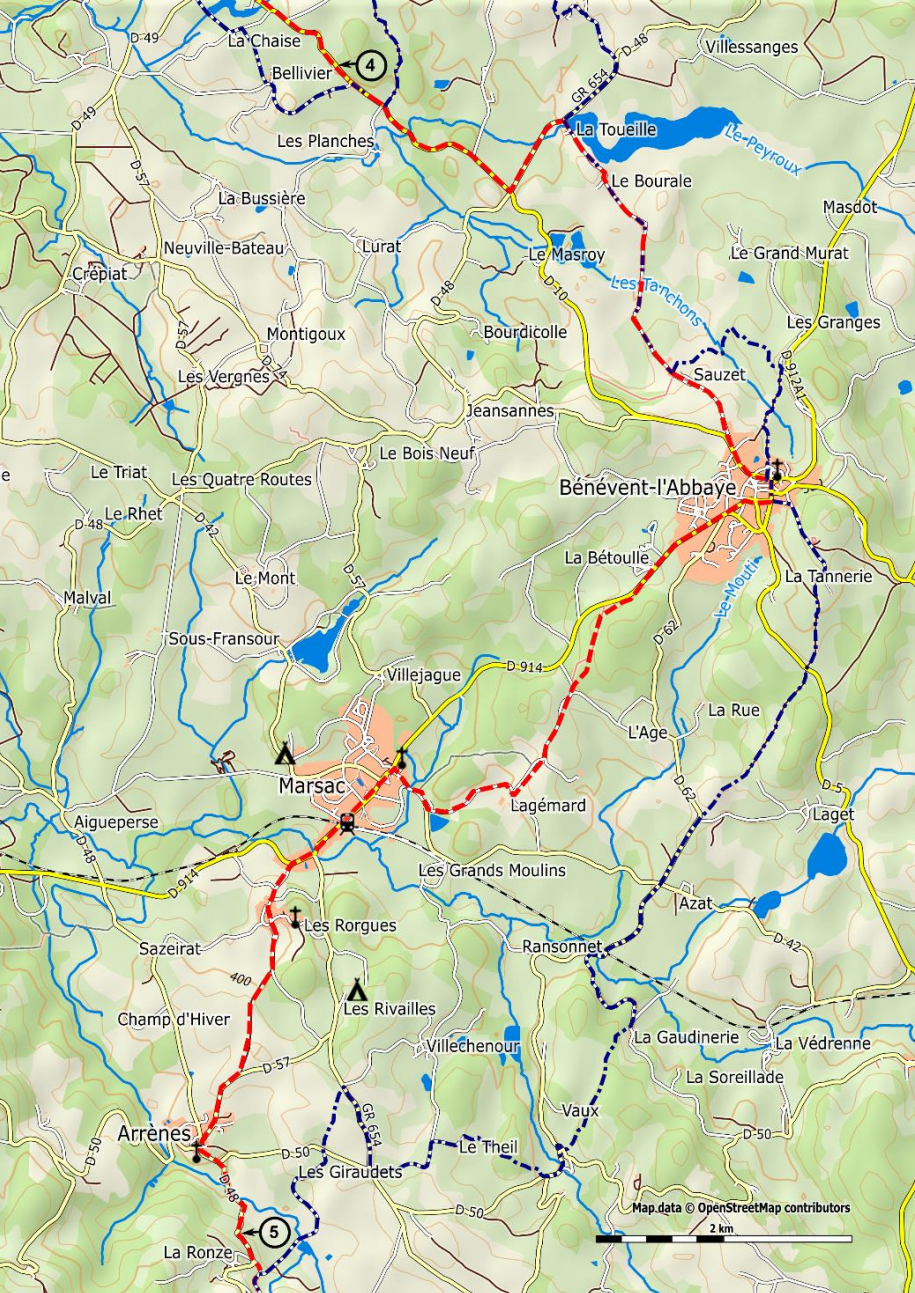 D 49
La Chaise
D 48
Villessanges
4
Bellivier
GR 654
D-49
La Toueille
Le-Peyroux
Les Planches
D-57
Le Bourale
La Bussière
Masdot
Neuville-Bateau
Lurat
Le Masroy
Le Grand Murat
Crépiat
D-48
D 10
Les Tanchons
Les Granges
D-57
Montigoux
Bourdicolle
Les Vergnes
Sauzet
D 912A1
Jeansannes
Le Bois Neuf
Le Triat
Les Quatre Routes
e
Bénévent-l'Abbaye
Le Rhet
D-48
D-42
La Bétoulle
Le Mont
D-57
La Tannerie
Malval
Le-Mouti
Sous-Fransour
D 62
D 914
Villejague
La Rue
L'Age
Marsac
D-62
D 5
Lagémard
Laget
Aigueperse
D-48
Les Grands Moulins
D-914
Azat
Les Rorgues
D-42
Sazeirat
Ransonnet
400
Les Rivailles
Champ d'Hiver
La Gaudinerie
La Védrenne
Villechenour
D-57
La Soreillade
Vaux
GR 654
Arrènes
D-50
Le Theil
D-50
D-50
Les Giraudets
D-48
D 50
Map data © OpenStreetMap contributors
2 km
5
La Ronze